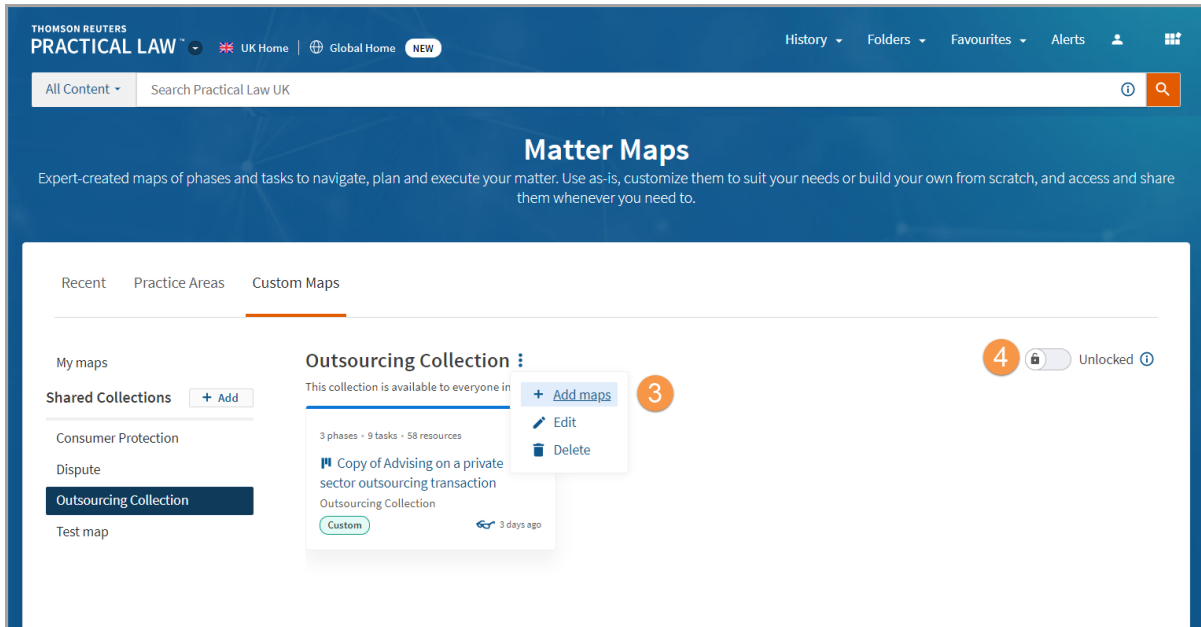 THOMSON REUTERS
PRACTICAL LAW™
UK Home
Global Home
NEW
History
Folders
Favourites
Alerts
All Content
Search Practical Law UK
Matter Maps
Expert-created maps of phases and tasks to navigate, plan and execute your matter. Use as-is, customize them to suit your needs or build your own from scratch, and access and share
them whenever you need to.
Recent
Practice Areas
Custom Maps
My maps
Shared Collections
+ Add
Consumer Protection
Dispute
Outsourcing Collection
Test map
Outsourcing Collection
This collection is available to everyone in
+ Add maps
Edit
Delete
3
4
Unlocked
3 phases • 9 tasks • 58 resources
Copy of Advising on a private
sector outsourcing transaction
Outsourcing Collection
Custom
3 days ago